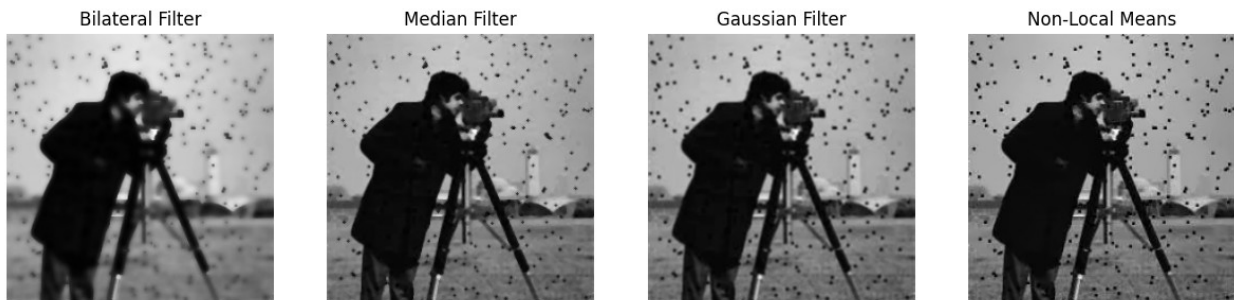 Bilateral Filter
Median Filter
Gaussian Filter
Non-Local Means